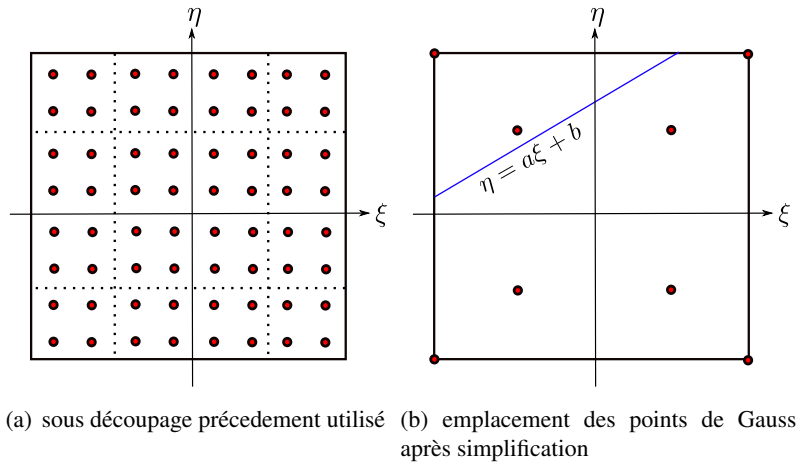 η
ξ
η
η = aξ + b
ξ
(a) sous découpage précedement utilisé
(b) emplacement des points de Gauss
après simplification